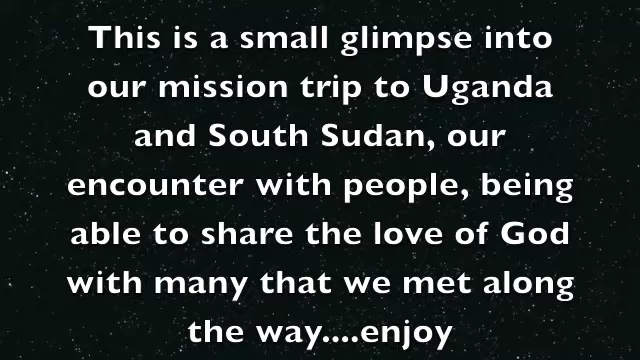 This is a small glimpse into
our mission trip to Uganda
and South Sudan, our
encounter with people, being
able to share the love of God
with many that we met along
the way....enjoy